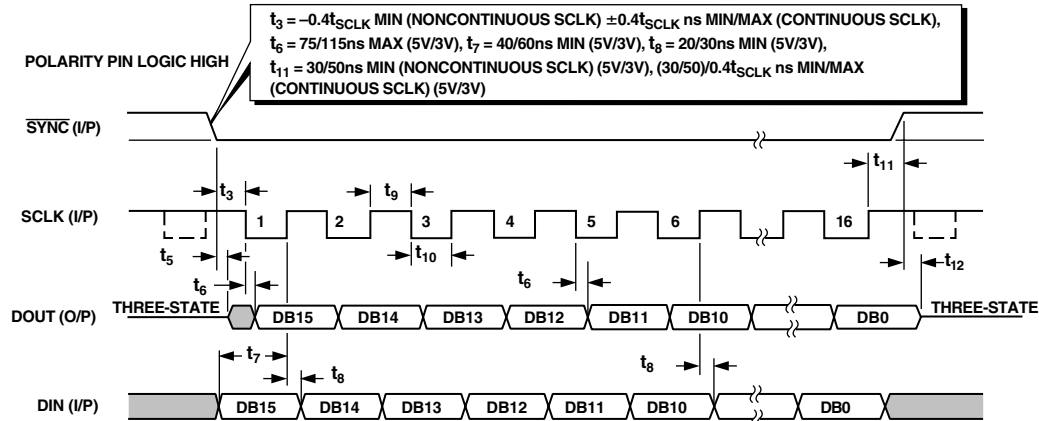 t3 = –0.4tSCLK MIN (NONCONTINUOUS SCLK) ±0.4tSCLK ns MIN/MAX (CONTINUOUS SCLK),
t6 = 75/115ns MAX (5V/3V), t7 = 40/60ns MIN (5V/3V), t8 = 20/30ns MIN (5V/3V),
t11 = 30/50ns MIN (NONCONTINUOUS SCLK) (5V/3V), (30/50)/0.4tSCLK ns MIN/MAX
(CONTINUOUS SCLK) (5V/3V)
POLARITY PIN LOGIC HIGH
SYNC (I/P)
t11
t3 t9
SCLK (I/P) 1 2 3 4 5 6 16
t10
t5 t12
t6 t6
THREE-STATE THREE-STATE
DOUT (O/P) DB15 DB14 DB13 DB12 DB11 DB10 DB0
t7
t8 t8
DIN (I/P) DB15 DB14 DB13 DB12 DB11 DB10 DB0